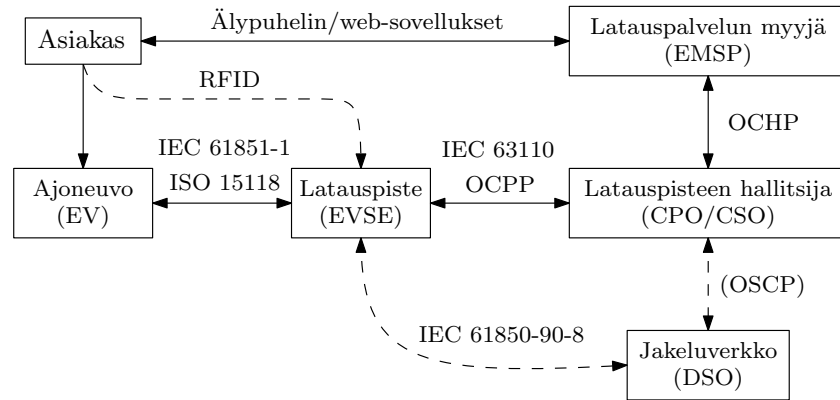 Asiakas
Älypuhelin/web-sovellukset
Latauspalvelun myyjä
(EMSP)
RFID
OCHP
IEC 61851-1
ISO 15118
IEC 63110
OCPP
Ajoneuvo
(EV)
Latauspiste
(EVSE)
Latauspisteen hallitsija
(CPO/CSO)
(OSCP)
IEC 61850-90-8
Jakeluverkko
(DSO)